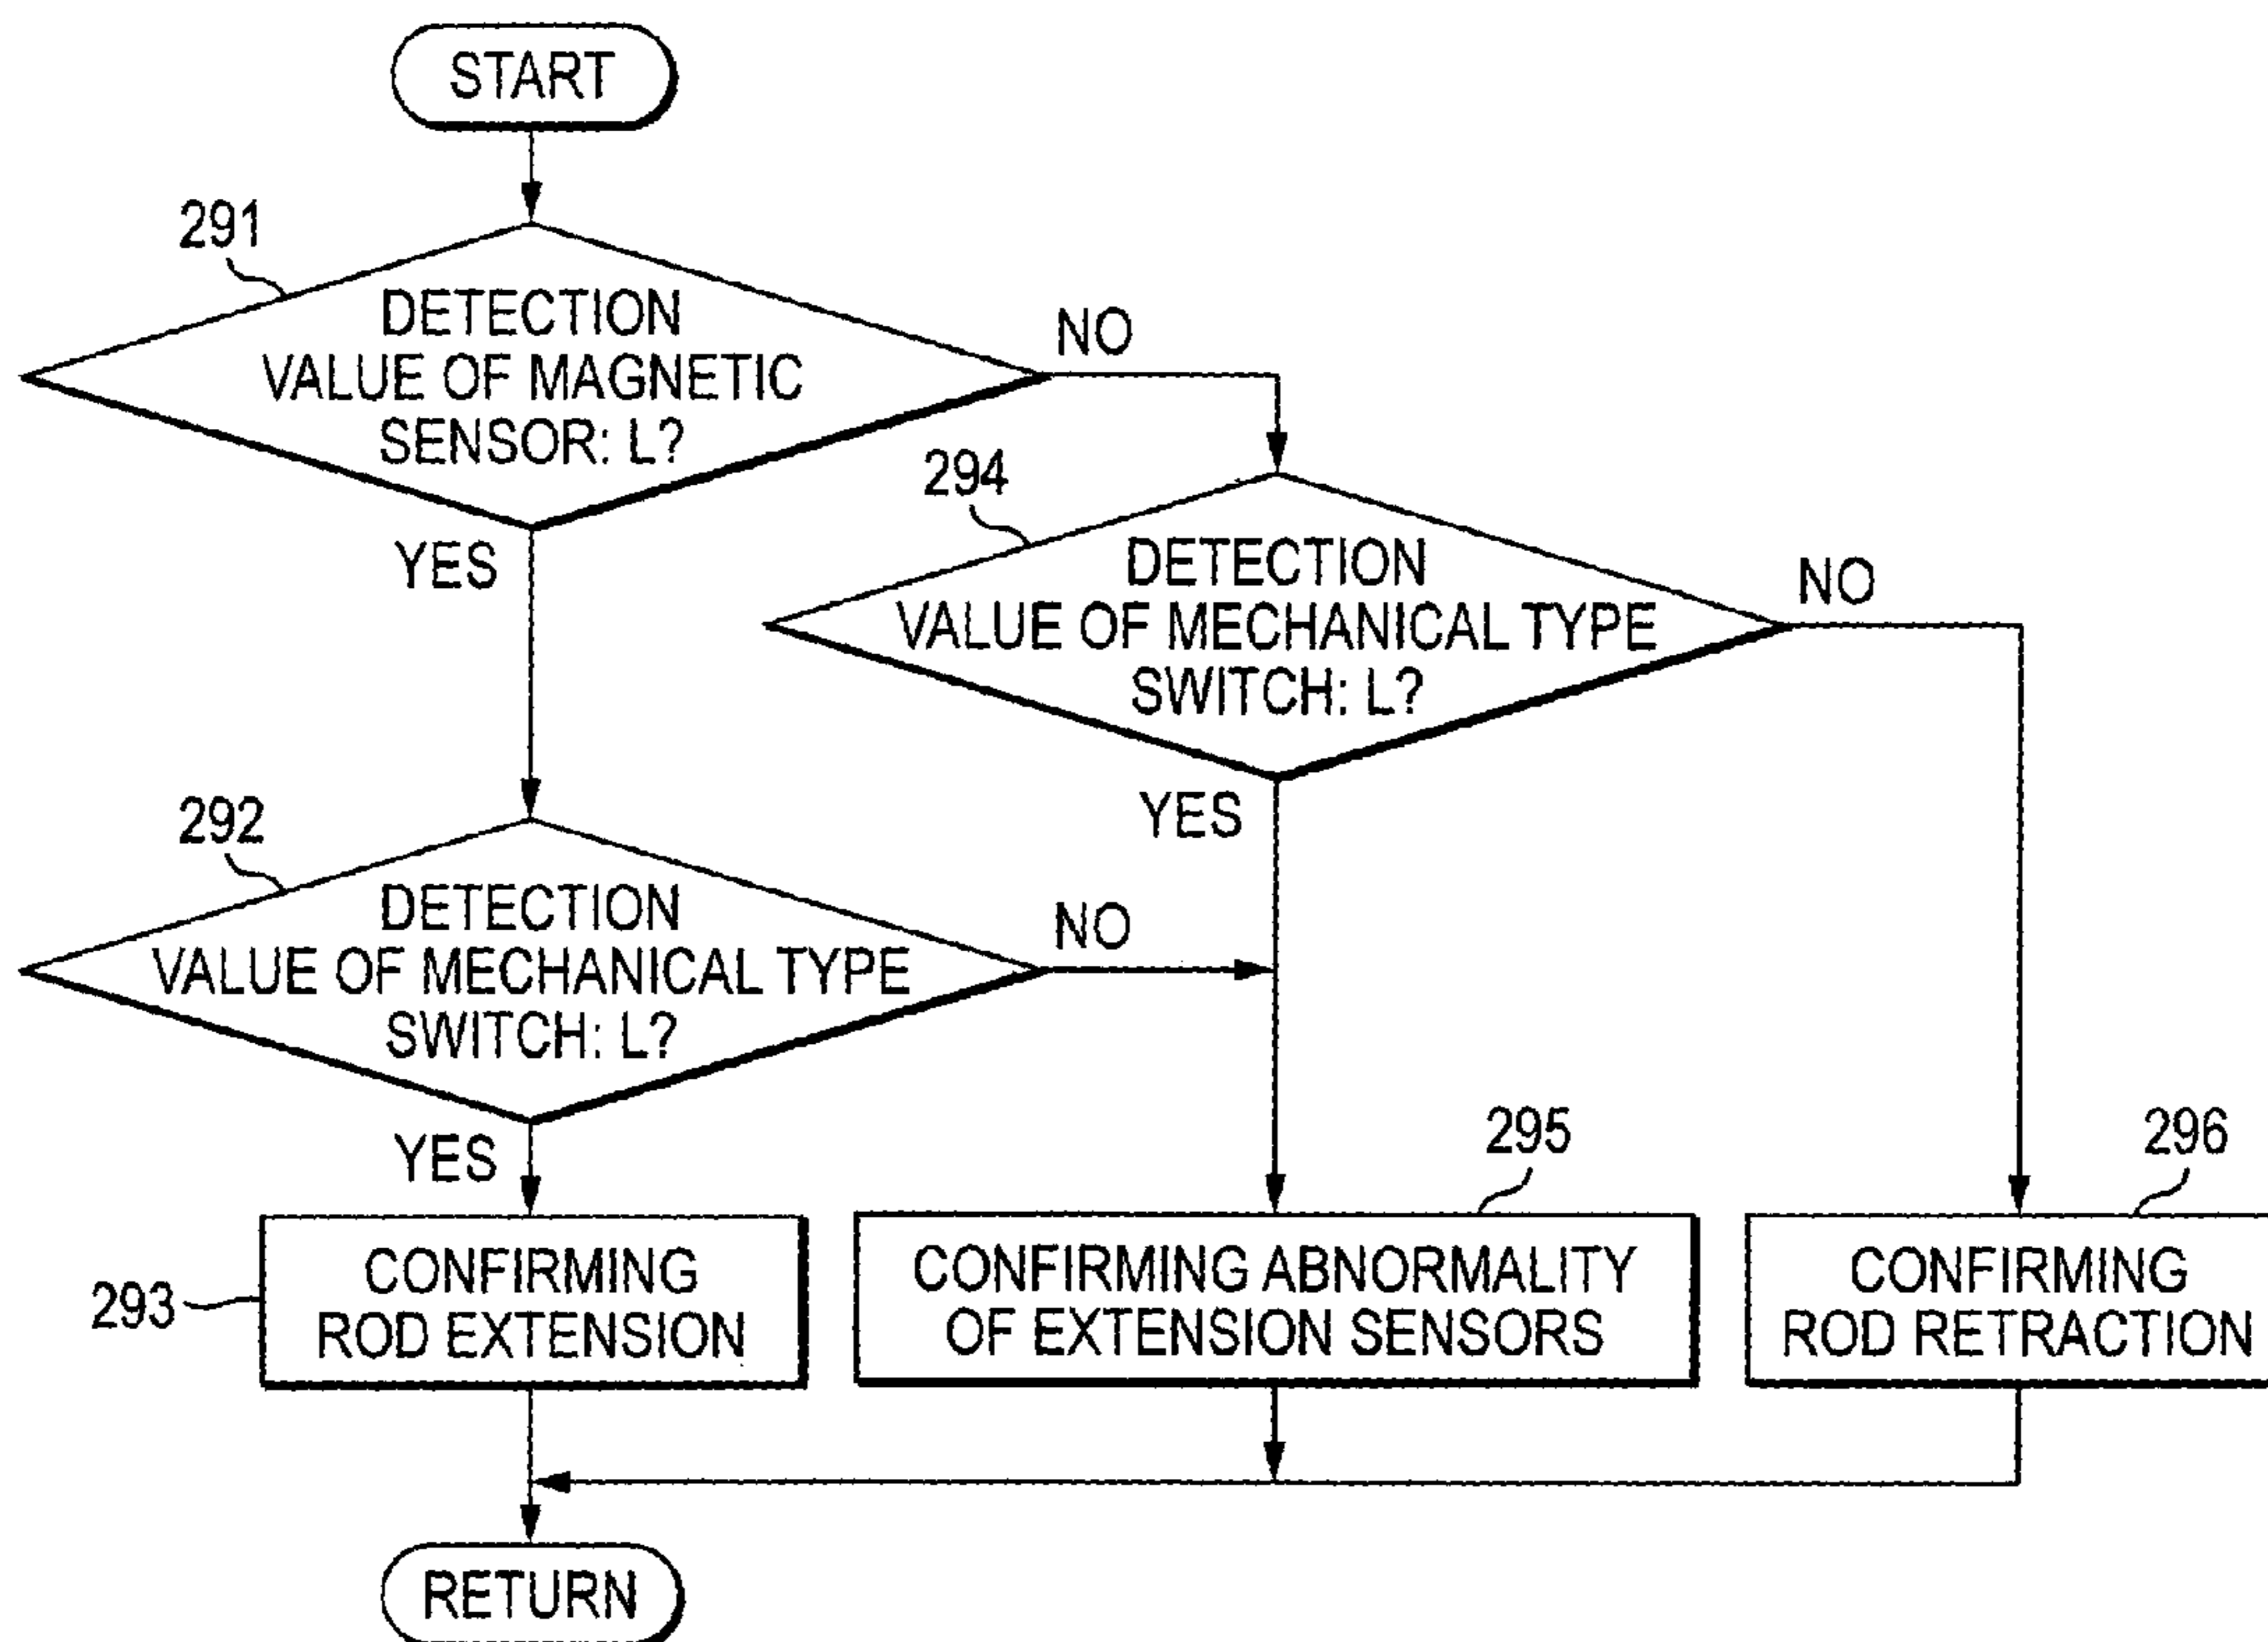 START
291
DETECTION
VALUE OF MAGNETIC
SENSOR: L?
NO
YES
294
DETECTION
VALUE OF MECHANICAL TYPE
SWITCH: L?
NO
YES
292
DETECTION
VALUE OF MECHANICAL TYPE
SWITCH: L?
NO
YES
293
CONFIRMING
ROD EXTENSION
295
CONFIRMING ABNORMALITY
OF EXTENSION SENSORS
296
CONFIRMING
ROD RETRACTION
RETURN